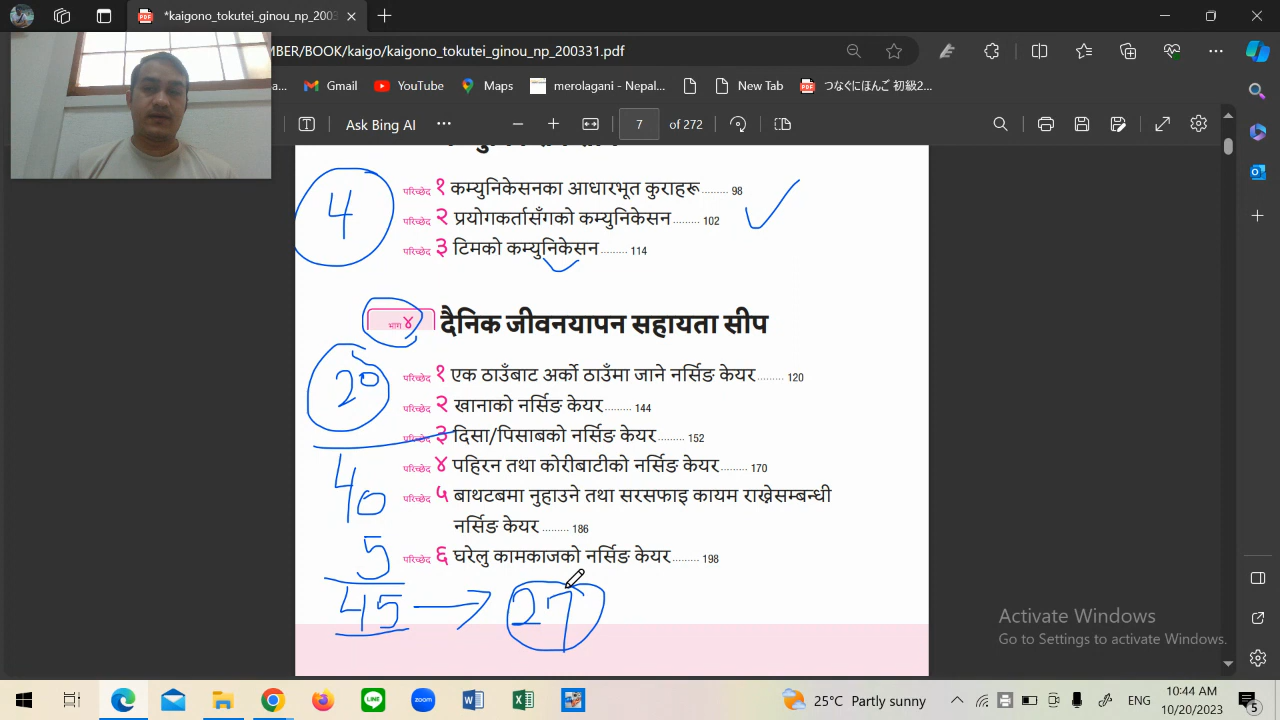 *kaigono_tokutei_ginou_np_2003
MBER/BOOK/kaigo/kaigono_tokutei_ginou_np_200331.pdf
Gmail
YouTube
Maps
merolagani - Nepal...
New Tab
つなぐにほんご 初級2...
Ask Bing AI
7
of 272
परिच्छेद १ कम्युनिकेसनका आधारभूत कुराहरू ......... 98
4
परिच्छेद २ प्रयोगकर्तासँगको कम्युनिकेसन ......... 102
परिच्छेद ३ टिमको कम्युनिकेसन ......... 114
भाग ४ दैनिक जीवनयापन सहायता सीप
परिच्छेद १ एक ठाउँबाट अर्को ठाउँमा जाने नर्सिङ केयर ......... 120
20
परिच्छेद २ खानाको नर्सिङ केयर ......... 144
परिच्छेद ३ दिसा/पिसाबको नर्सिङ केयर ......... 152
परिच्छेद ४ पहिरन तथा कोरीबाटीको नर्सिङ केयर ......... 170
40
परिच्छेद ५ बाथटबमा नुहाउने तथा सरसफाइ कायम राख्नेसम्बन्धी
नर्सिङ केयर ......... 186
5
परिच्छेद ६ घरेलु कामकाजको नर्सिङ केयर ......... 198
45 → 27
Activate Windows
Go to Settings to activate Windows.
LINE
zoom
25°C Partly sunny
ENG
10:44 AM
10/20/2023
5